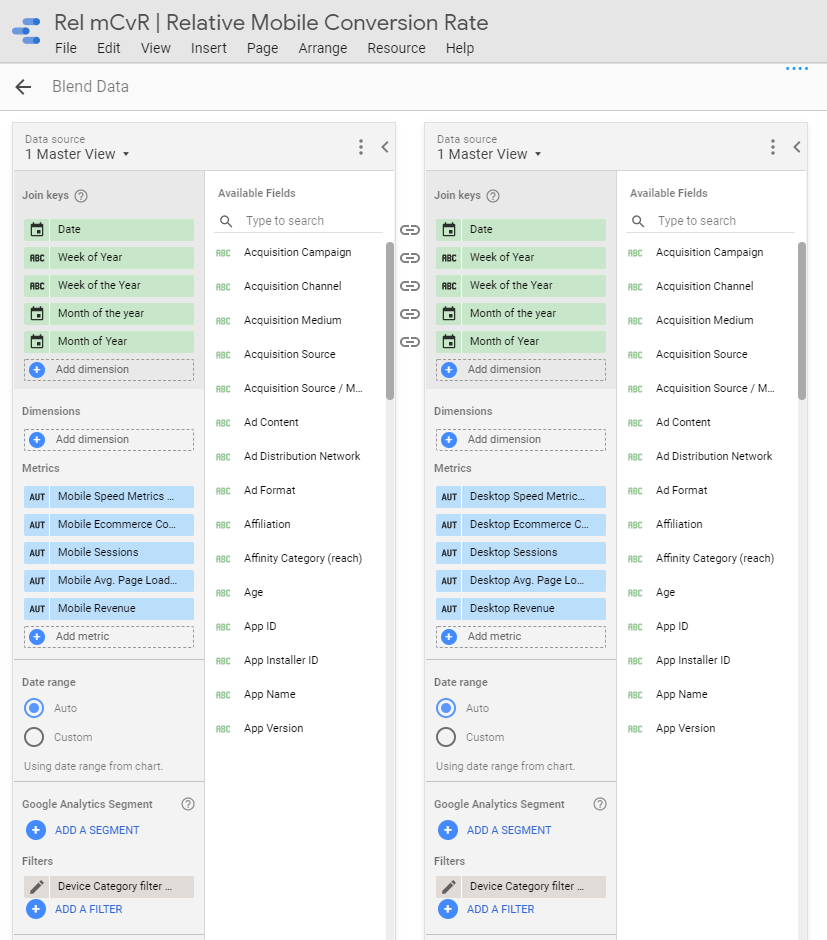 Rel mCvR | Relative Mobile Conversion Rate
File Edit View Insert Page Arrange Resource Help
Blend Data
Data source
1 Master View
Join keys
Date
Week of Year
Week of the Year
Month of the year
Month of Year
Add dimension
Dimensions
Add dimension
Metrics
AUT Mobile Speed Metrics ...
AUT Mobile Ecommerce Co...
AUT Mobile Sessions
AUT Mobile Avg. Page Load...
AUT Mobile Revenue
Add metric
Date range
Auto
Custom
Using date range from chart.
Google Analytics Segment
ADD A SEGMENT
Filters
Device Category filter ...
ADD A FILTER
Available Fields
Type to search
ABC Acquisition Campaign
ABC Acquisition Channel
ABC Acquisition Medium
ABC Acquisition Source
ABC Acquisition Source / M...
ABC Ad Content
ABC Ad Distribution Network
ABC Ad Format
ABC Affiliation
ABC Affinity Category (reach)
ABC Age
ABC App ID
ABC App Installer ID
ABC App Name
ABC App Version
Data source
1 Master View
Join keys
Date
ABC Week of Year
ABC Week of the Year
Month of the year
Month of Year
Add dimension
Dimensions
Add dimension
Metrics
AUT Desktop Speed Metric...
AUT Desktop Ecommerce C...
AUT Desktop Sessions
AUT Desktop Avg. Page Lo...
AUT Desktop Revenue
Add metric
Date range
Auto
Custom
Using date range from chart.
Google Analytics Segment
ADD A SEGMENT
Filters
Device Category filter ...
ADD A FILTER
Available Fields
Type to search
ABC Acquisition Campaign
ABC Acquisition Channel
ABC Acquisition Medium
ABC Acquisition Source
ABC Acquisition Source / M...
ABC Ad Content
ABC Ad Distribution Network
ABC Ad Format
ABC Affiliation
ABC Affinity Category (reach)
ABC Age
ABC App ID
ABC App Installer ID
ABC App Name
ABC App Version